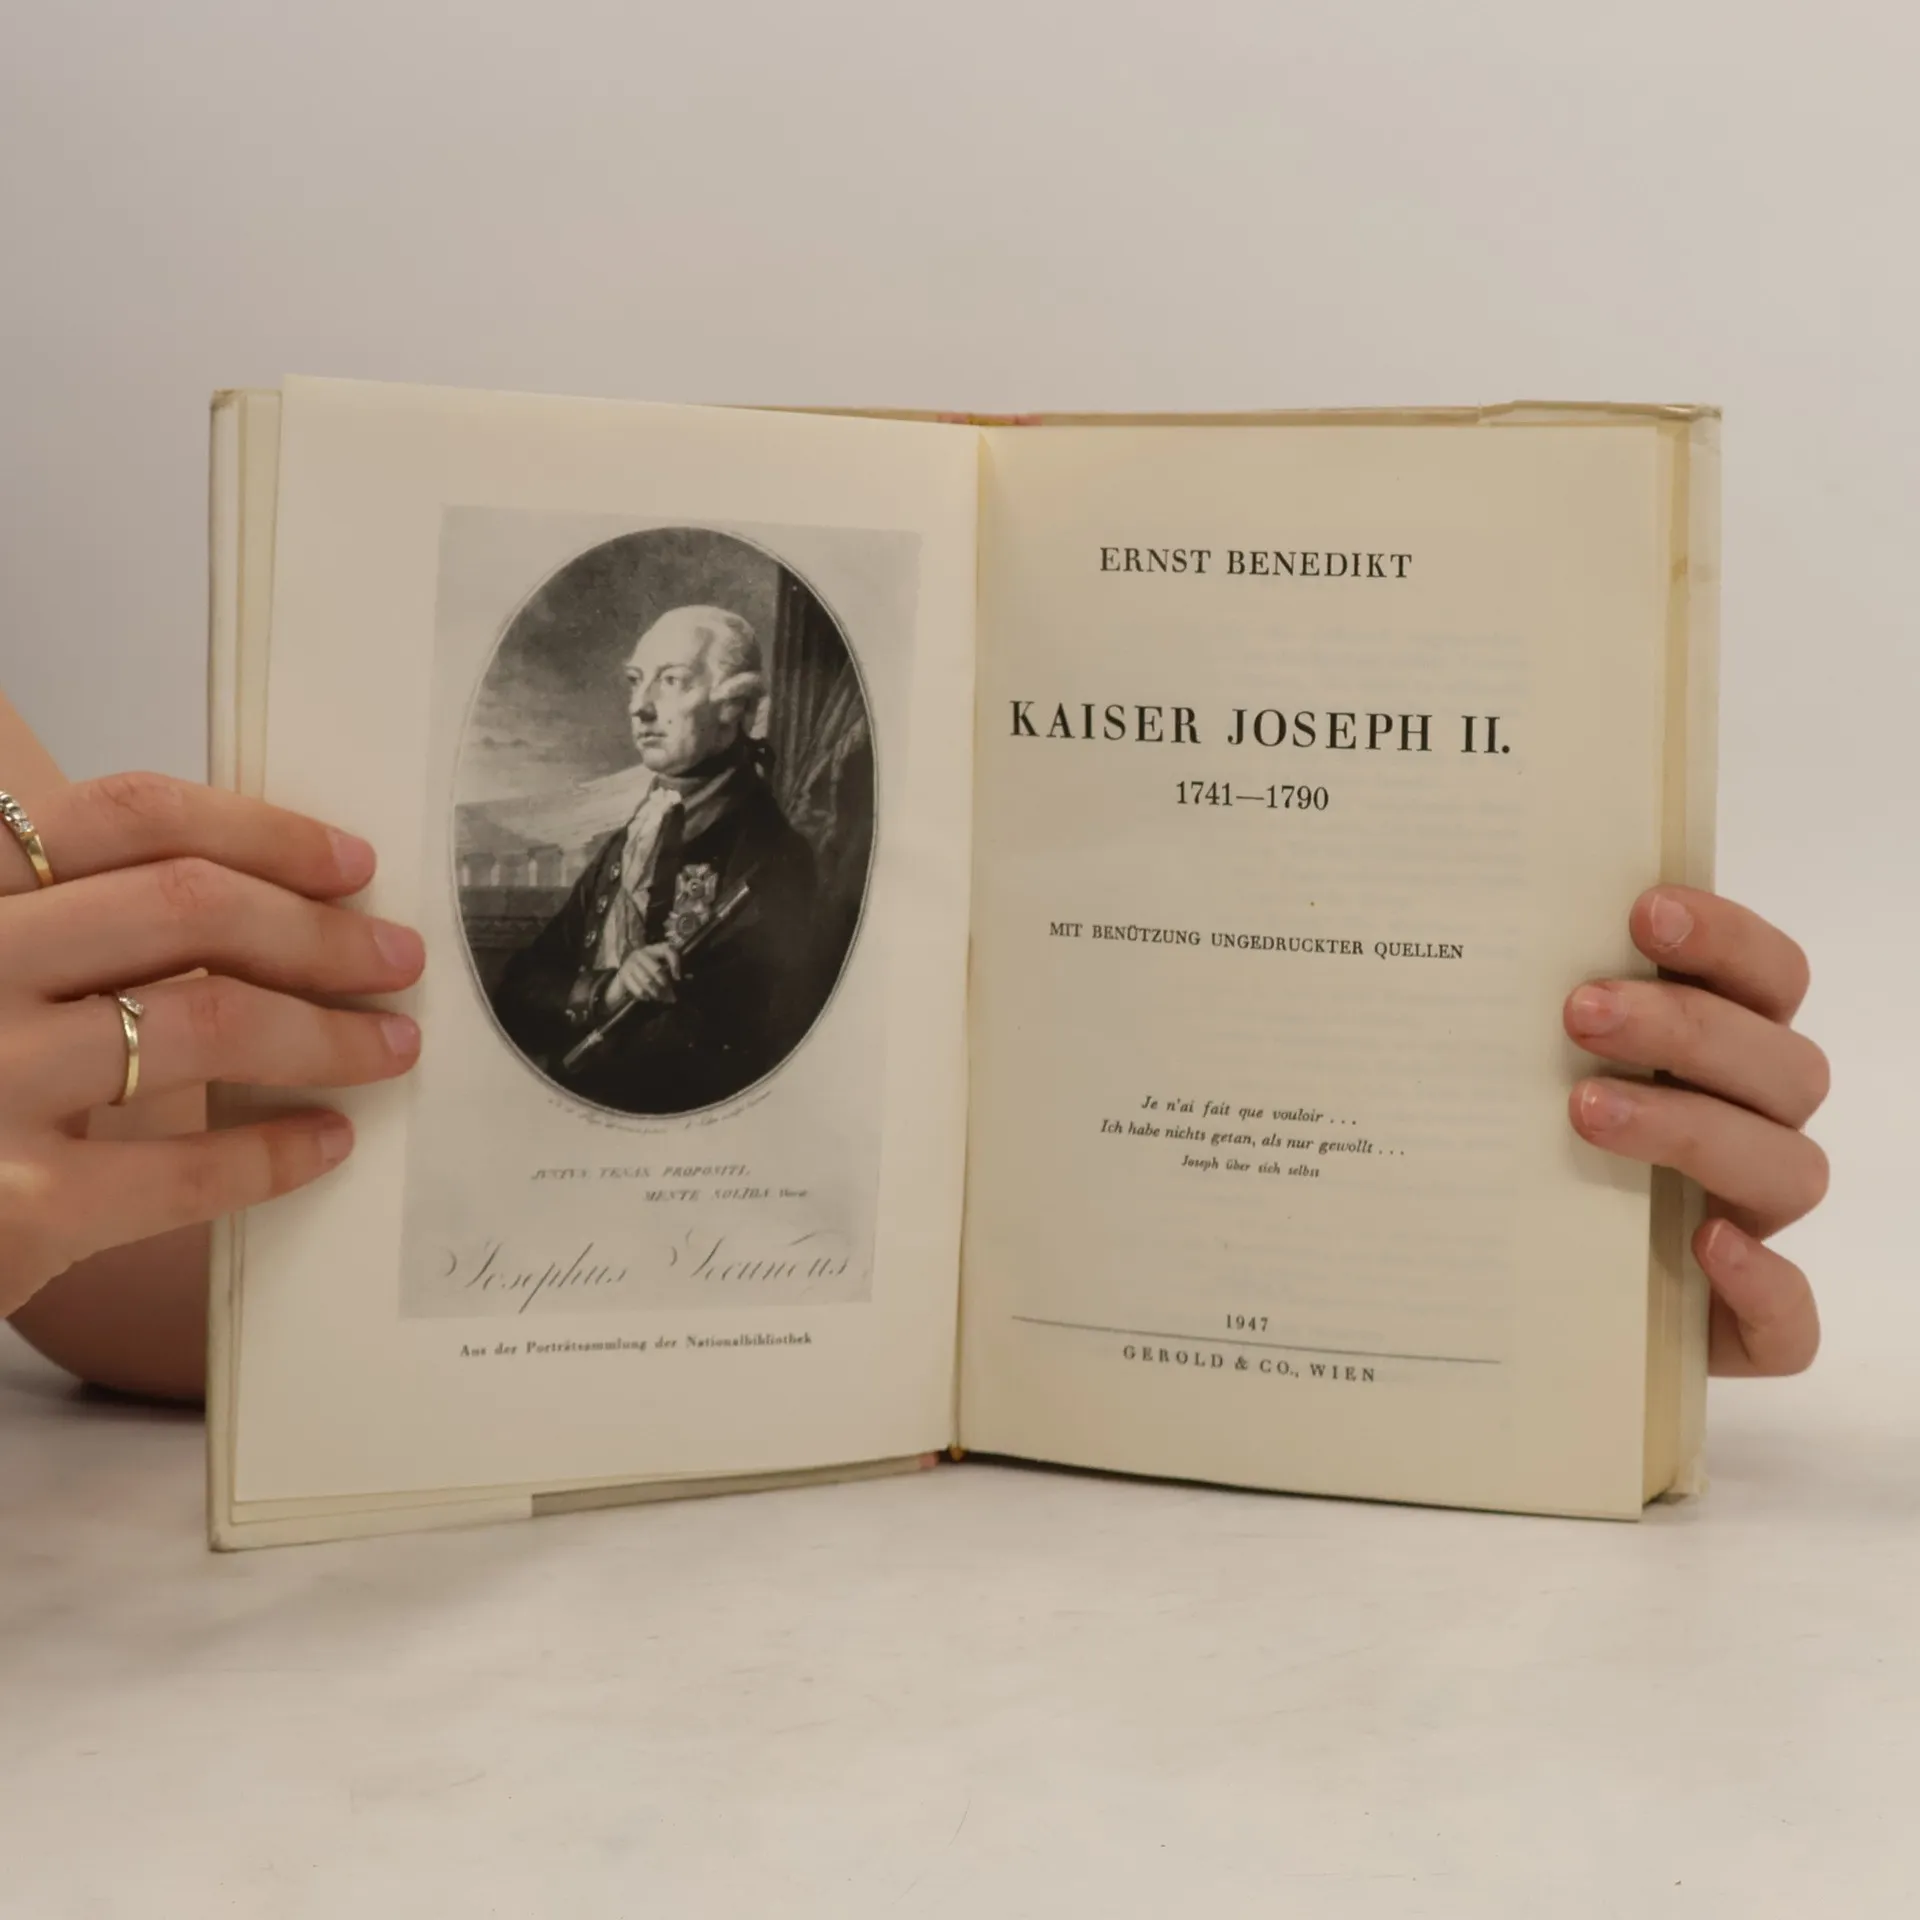 JUSTUS TENAX PROPOSITI,
MENTE SOLIDA Horat
Josephus Secundus
Aus der Porträtsammlung der Nationalbibliothek
ERNST BENEDIKT
KAISER JOSEPH II.
1741—1790
MIT BENÜTZUNG UNGEDRUCKTER QUELLEN
Je n'ai fait que vouloir . . .
Ich habe nichts getan, als nur gewollt . . .
Joseph über sich selbst
1947
GEROLD & CO., WIEN